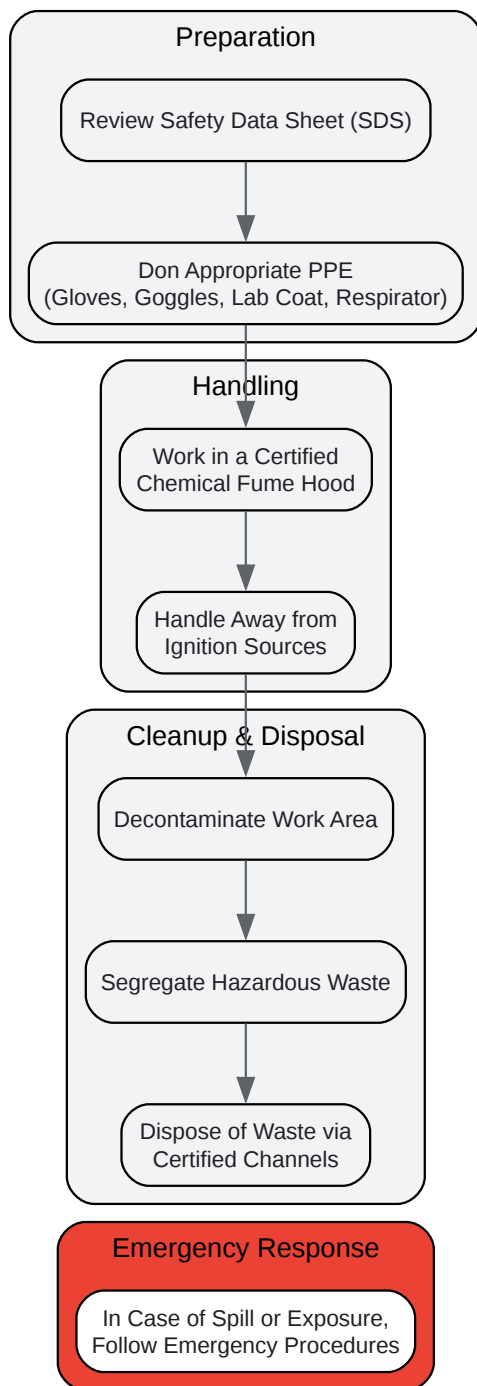 Preparation
Review Safety Data Sheet (SDS)
Don Appropriate PPE
(Gloves, Goggles, Lab Coat, Respirator)
Handling
Work in a Certified
Chemical Fume Hood
Handle Away from
Ignition Sources
Cleanup & Disposal
Decontaminate Work Area
Segregate Hazardous Waste
Dispose of Waste via
Certified Channels
Emergency Response
In Case of Spill or Exposure,
Follow Emergency Procedures